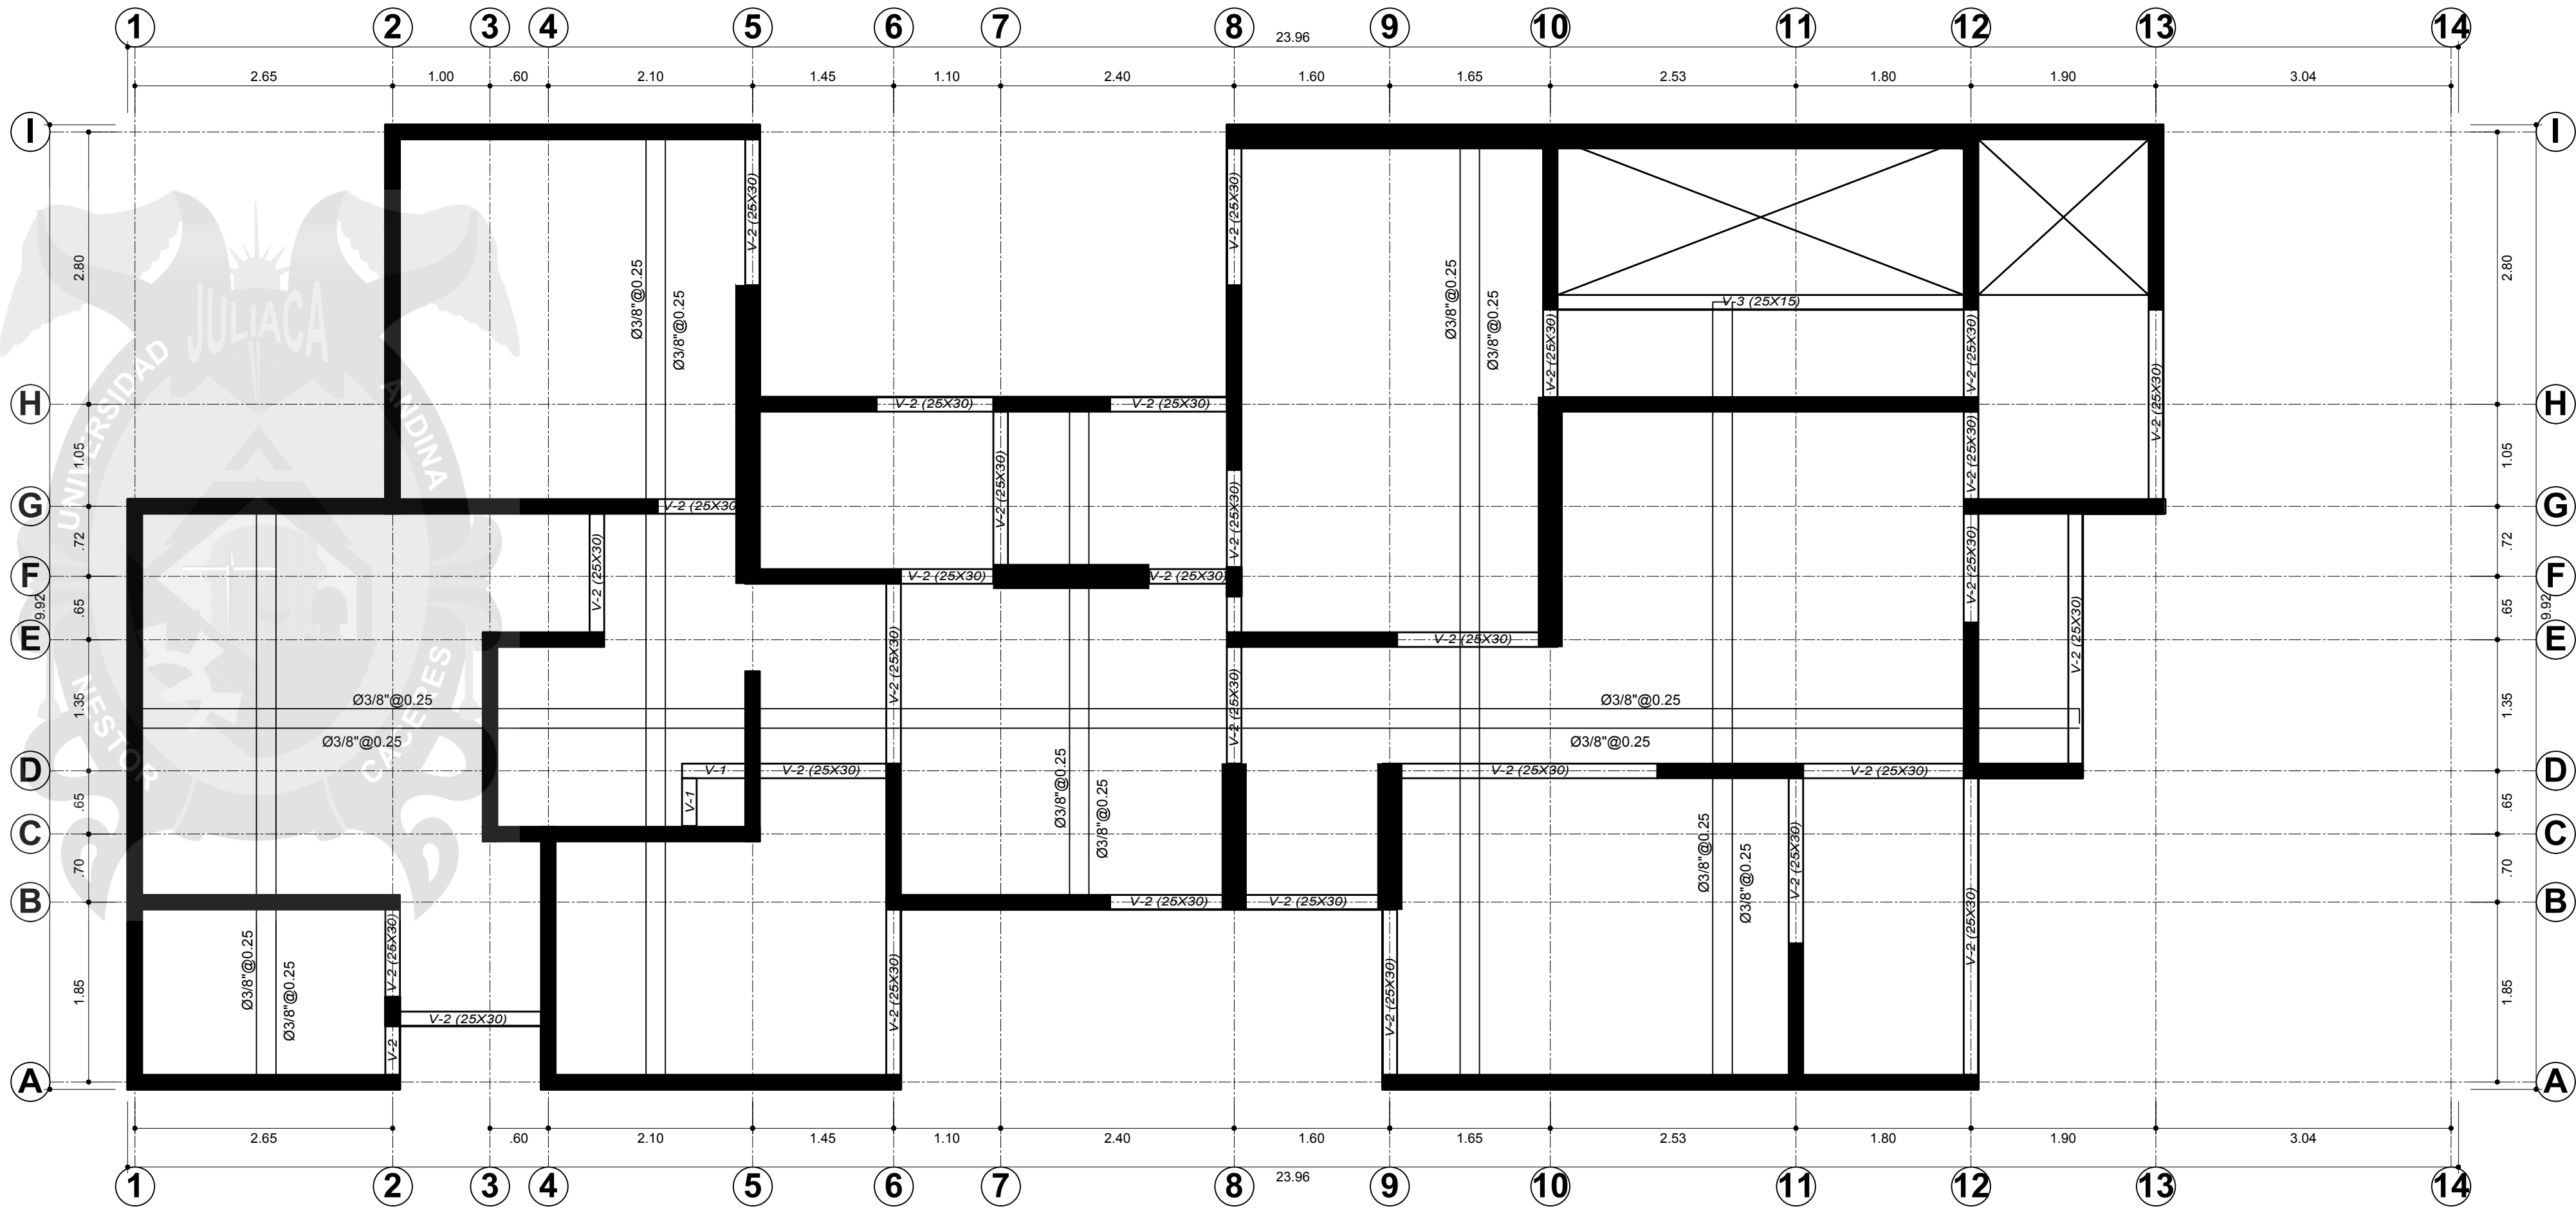 1 2 3 4 5 6 7 8 9 10 11 12 13 14
23.96
2.65 1.00 .60 2.10 1.45 1.10 2.40 1.60 1.65 2.53 1.80 1.90 3.04
I I
V-2 (25X30)
V-2 (25X30)
2.80
Ø3/8"@0.25
Ø3/8"@0.25
Ø3/8"@0.25
Ø3/8"@0.25
V-3 (25X15)
2.80
JULIACA
UNIVERSIDAD
ANDINA
V-2 (25X30)
V-2 (25X30)
V-2 (25X30)
H V-2 (25X30) V-2 (25X30) H
1.05
V-2 (25X30)
V-2 (25X30)
V-2 (25X30)
1.05
G V-2 (25X30 G
.72
V-2 (25X30)
V-2 (25X30)
.72
F V-2 (25X30) V-2 (25X30) F
9.92
.65
V-2 (25X30)
V-2 (25X30)
.65
9.92
E V-2 (25X30) E
NESTOR
CACERES
1.35
Ø3/8"@0.25
Ø3/8"@0.25
V-2 (25X30)
Ø3/8"@0.25
Ø3/8"@0.25
1.35
D V-1 V-2 (25X30) V-2 (25X30) V-2 (25X30) D
.65
V-1
Ø3/8"@0.25
Ø3/8"@0.25
Ø3/8"@0.25
Ø3/8"@0.25
V-2 (25X30)
.65
C C
.70
.70
B V-2 (25X30) V-2 (25X30) B
1.85
Ø3/8"@0.25
Ø3/8"@0.25
V-2 (25X30)
V-2 (25X30)
V-2 (25X30)
V-2 (25X30)
V-2 (25X30)
V-2
1.85
A A
2.65 .60 2.10 1.45 1.10 2.40 1.60 1.65 2.53 1.80 1.90 3.04
23.96
1 2 3 4 5 6 7 8 9 10 11 12 13 14